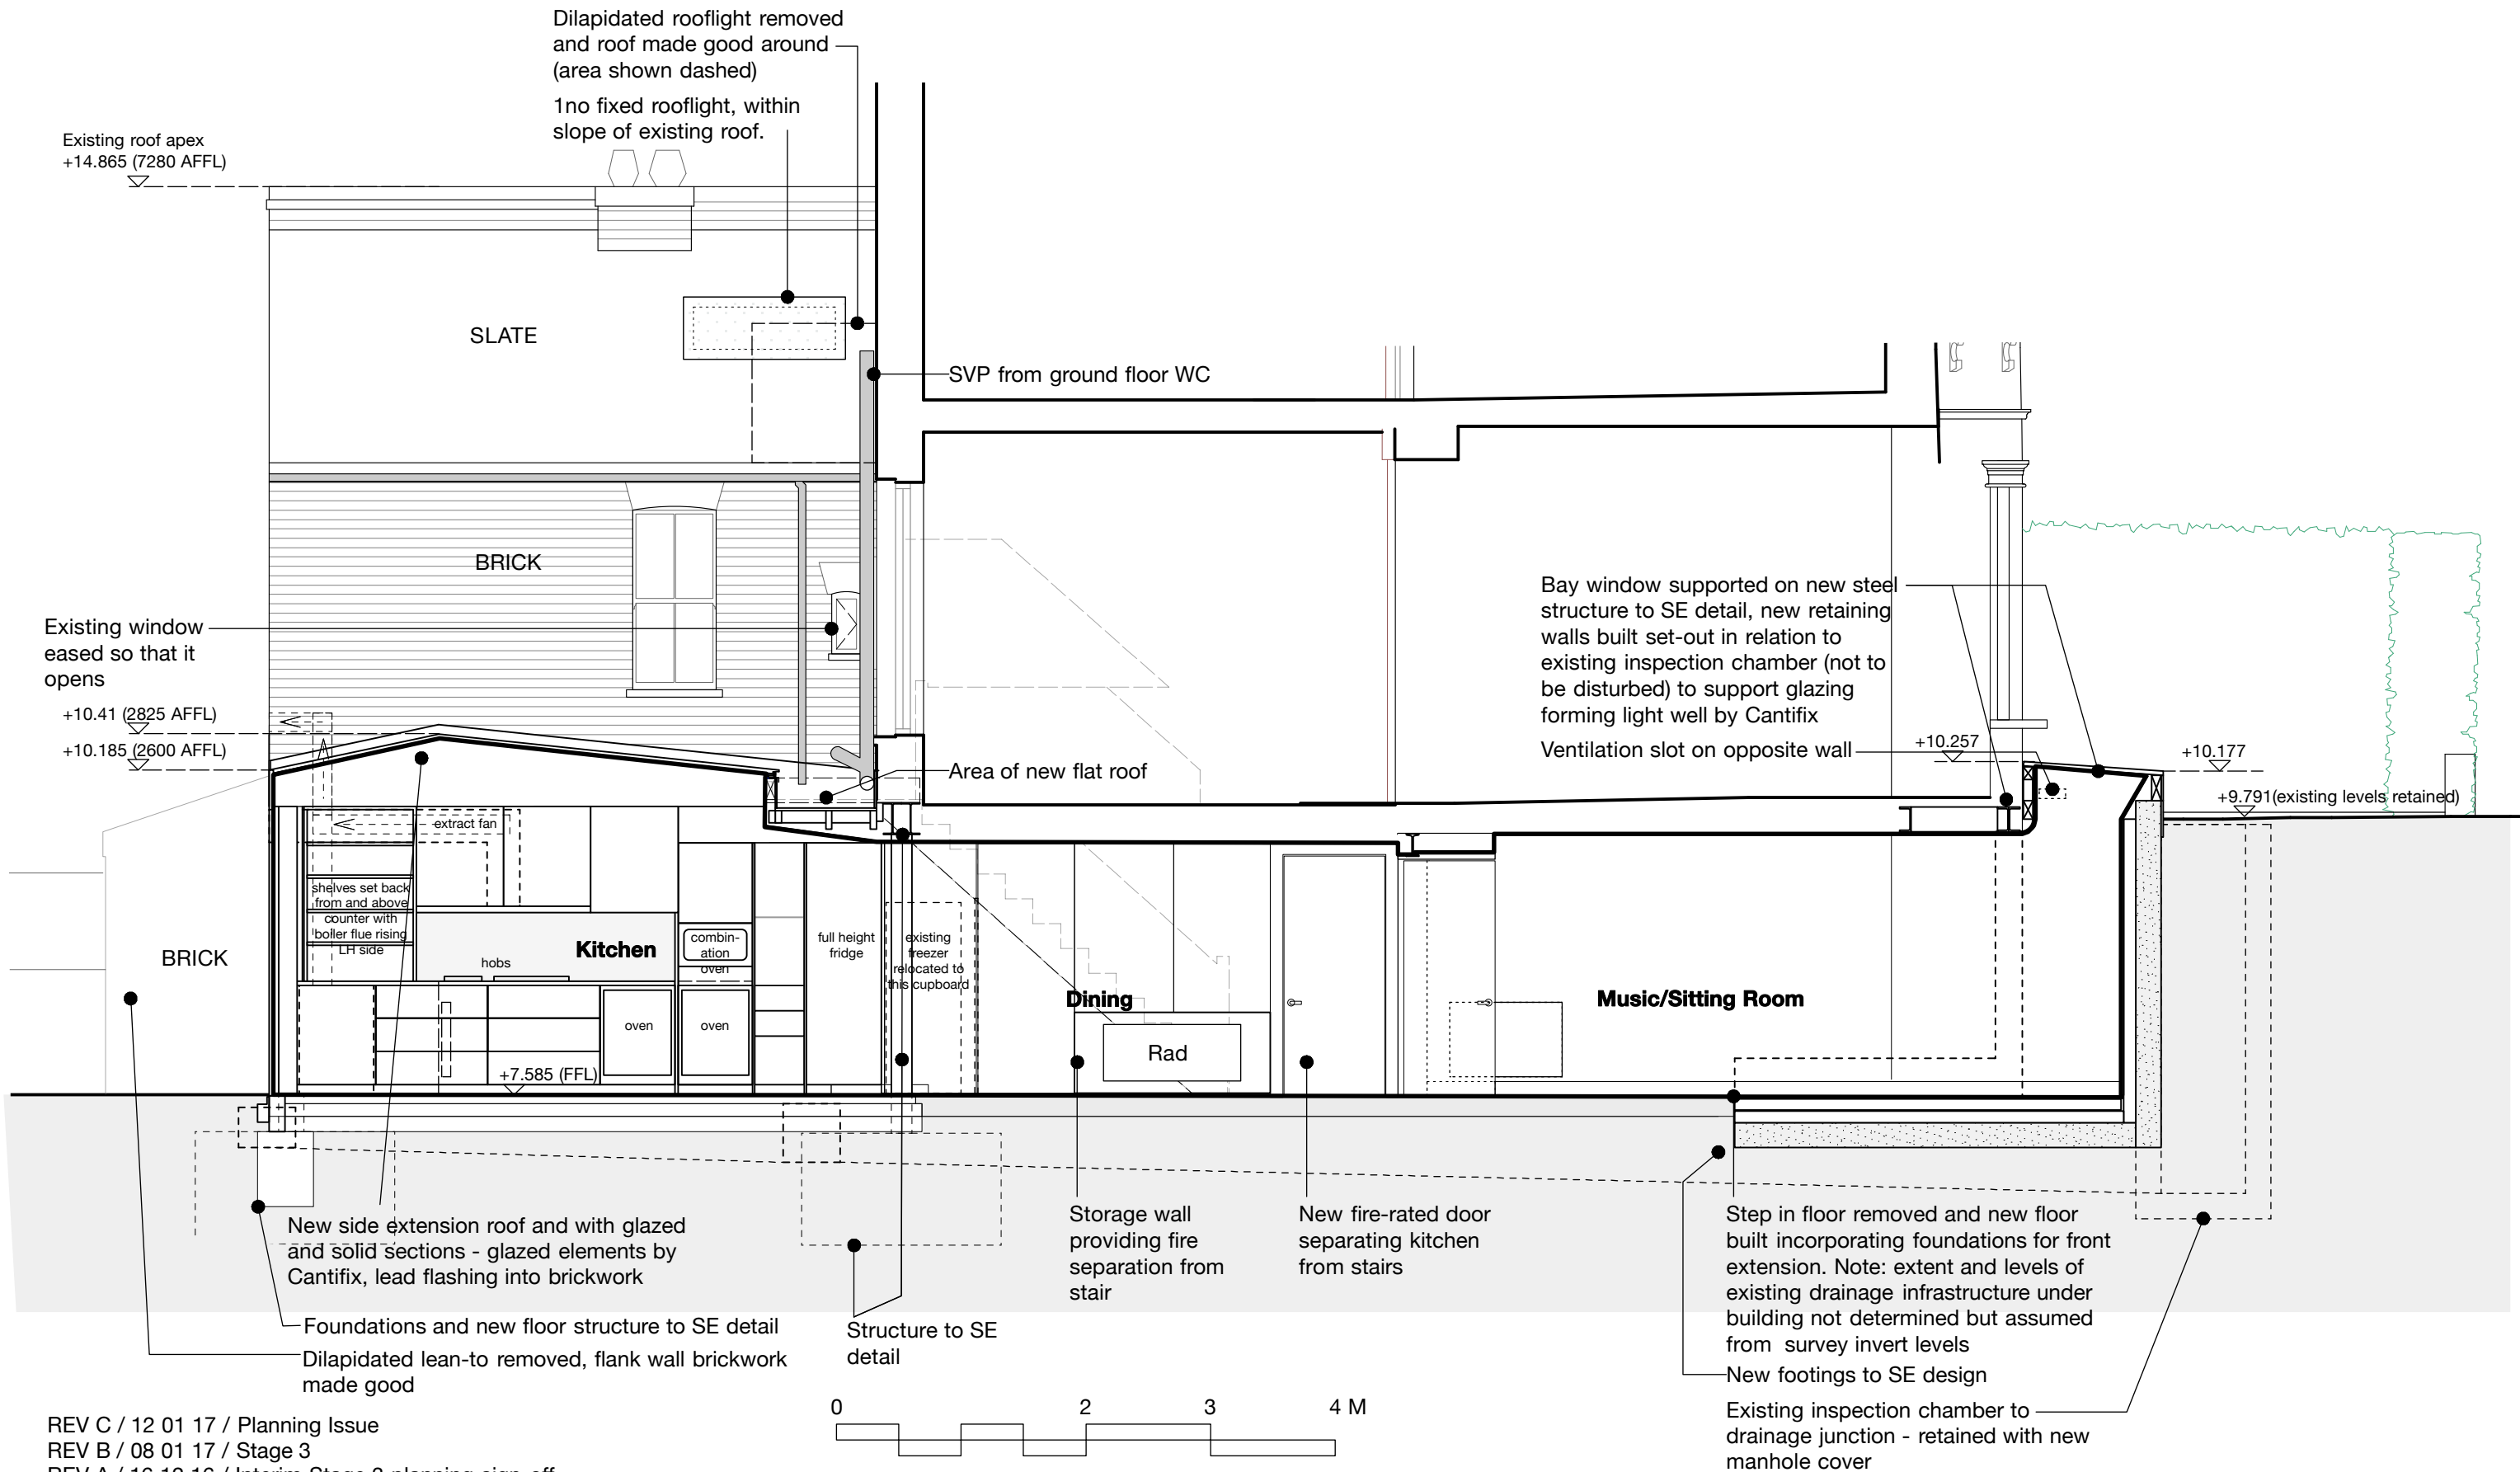 Dilapidated rooflight removed
and roof made good around
(area shown dashed)
1no fixed rooflight, within
slope of existing roof.
Existing roof apex
+14.865 (7280 AFFL)
SLATE
SVP from ground floor WC
BRICK
Existing window
eased so that it
opens
Bay window supported on new steel
structure to SE detail, new retaining
walls built set-out in relation to
existing inspection chamber (not to
be disturbed) to support glazing
forming light well by Cantifix
Ventilation slot on opposite wall
+10.41 (2825 AFFL)
+10.185 (2600 AFFL)
Area of new flat roof
+10.257
+10.177
+9.791(existing levels retained)
extract fan
shelves set back
from and above
counter with
boiler flue rising
LH side
BRICK
Kitchen
hobs
combin-
ation
oven
full height
fridge
existing
freezer
relocated to
this cupboard
Dining
Music/Sitting Room
oven
oven
Rad
+7.585 (FFL)
New side extension roof and with glazed
and solid sections - glazed elements by
Cantifix, lead flashing into brickwork
Foundations and new floor structure to SE detail
Dilapidated lean-to removed, flank wall brickwork
made good
Structure to SE
detail
Storage wall
providing fire
separation from
stair
New fire-rated door
separating kitchen
from stairs
Step in floor removed and new floor
built incorporating foundations for front
extension. Note: extent and levels of
existing drainage infrastructure under
building not determined but assumed
from survey invert levels
New footings to SE design
Existing inspection chamber to
drainage junction - retained with new
manhole cover
0 2 3 4 M
REV C / 12 01 17 / Planning Issue
REV B / 08 01 17 / Stage 3
REV A / 16 12 16 / Interim Stage 3 planning sign-off